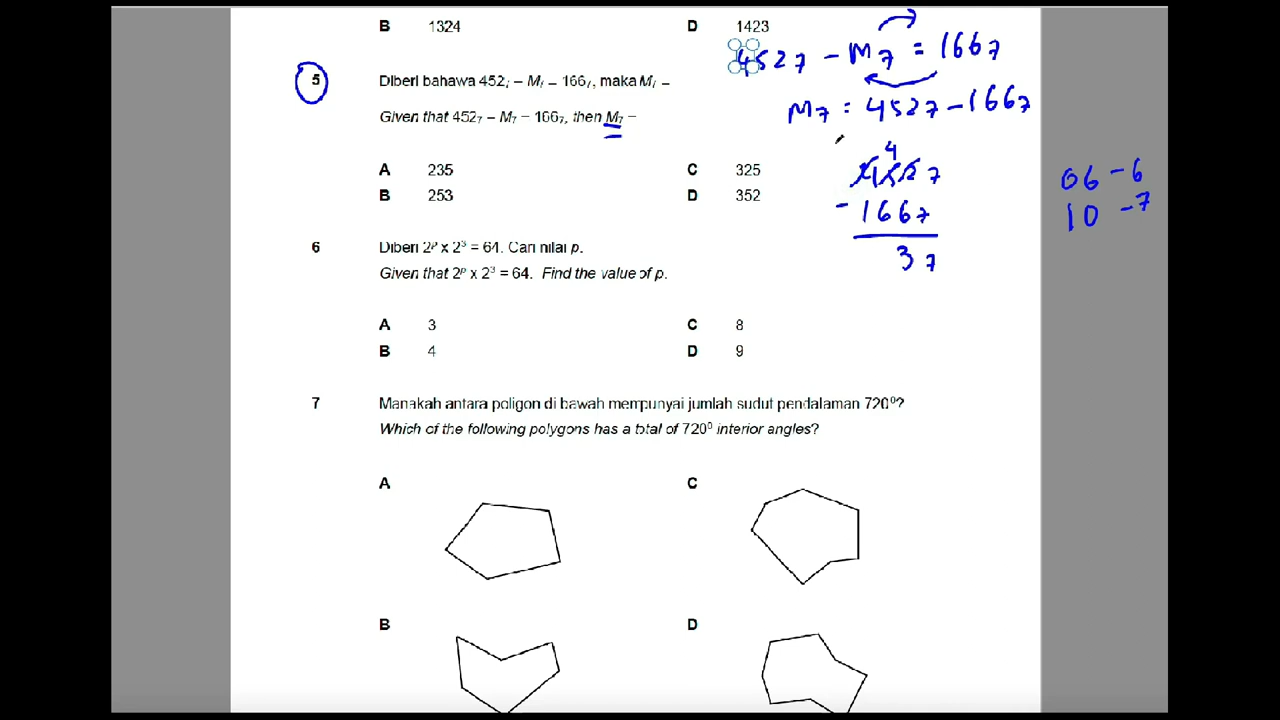 B 1324 D 1423
4527 - M7 = 1667
5 Diberi bahawa 452₇ – M₇ = 166₇, maka M₇ =
M7 = 4527 - 1667
Given that 452₇ – M₇ = 166₇, then M₇ =
4
4527
A 235 C 325
06 - 6
B 253 D 352
- 1667
10 - 7
6 Diberi 2ᵖ x 2³ = 64. Cari nilai p.
37
Given that 2ᵖ x 2³ = 64. Find the value of p.
A 3 C 8
B 4 D 9
7 Manakah antara poligon di bawah mempunyai jumlah sudut pendalaman 720⁰?
Which of the following polygons has a total of 720⁰ interior angles?
A C
B D